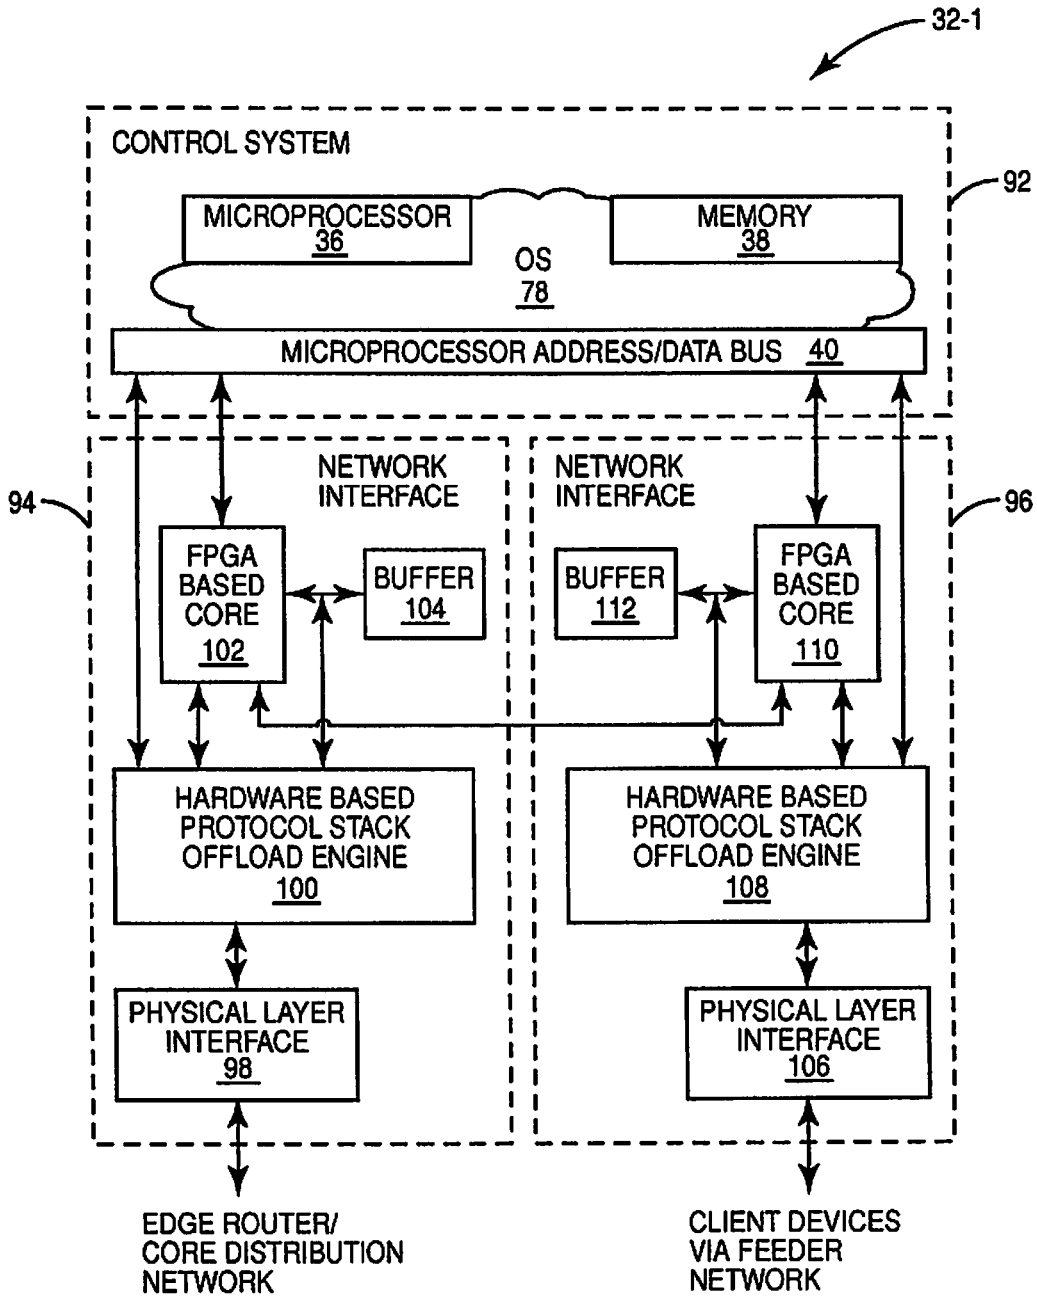 32-1
CONTROL SYSTEM
92
MICROPROCESSOR
36
MEMORY
38
OS
78
MICROPROCESSOR ADDRESS/DATA BUS 40
94
NETWORK
INTERFACE
NETWORK
INTERFACE
96
FPGA
BASED
CORE
102
BUFFER
104
BUFFER
112
FPGA
BASED
CORE
110
HARDWARE BASED
PROTOCOL STACK
OFFLOAD ENGINE
100
HARDWARE BASED
PROTOCOL STACK
OFFLOAD ENGINE
108
PHYSICAL LAYER
INTERFACE
98
PHYSICAL LAYER
INTERFACE
106
EDGE ROUTER/
CORE DISTRIBUTION
NETWORK
CLIENT DEVICES
VIA FEEDER
NETWORK